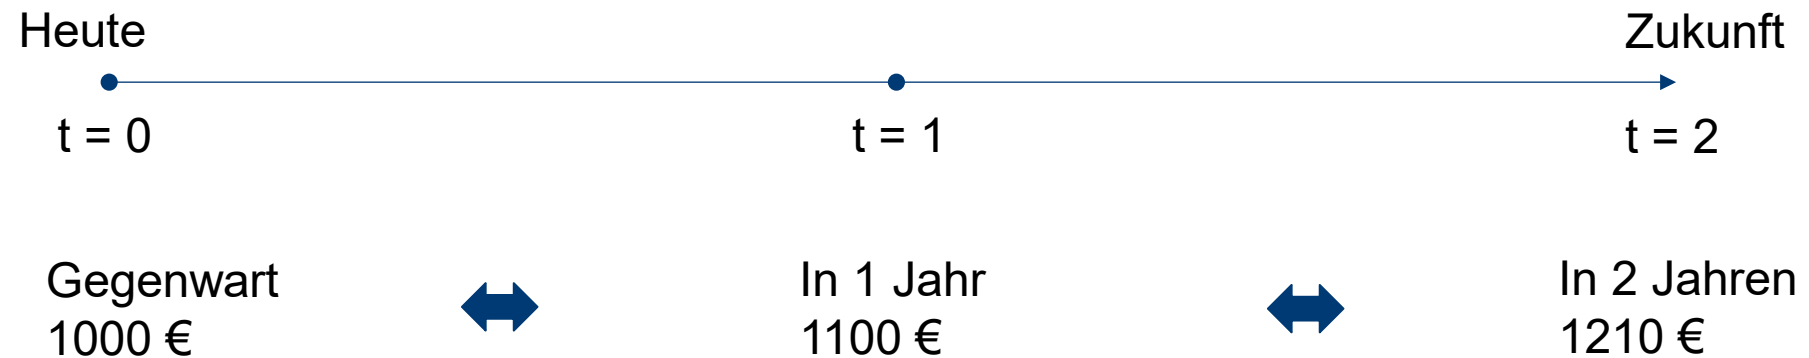 Heute
Zukunft
t = 0
t = 1
t = 2
Gegenwart
1000 €
In 1 Jahr
1100 €
In 2 Jahren
1210 €